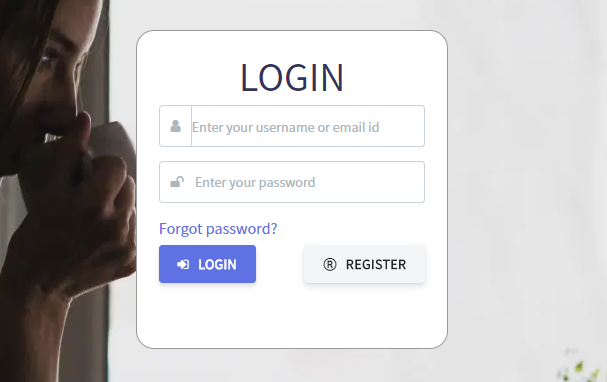 LOGIN
Enter your username or email id
Enter your password
Forgot password?
LOGIN
® REGISTER